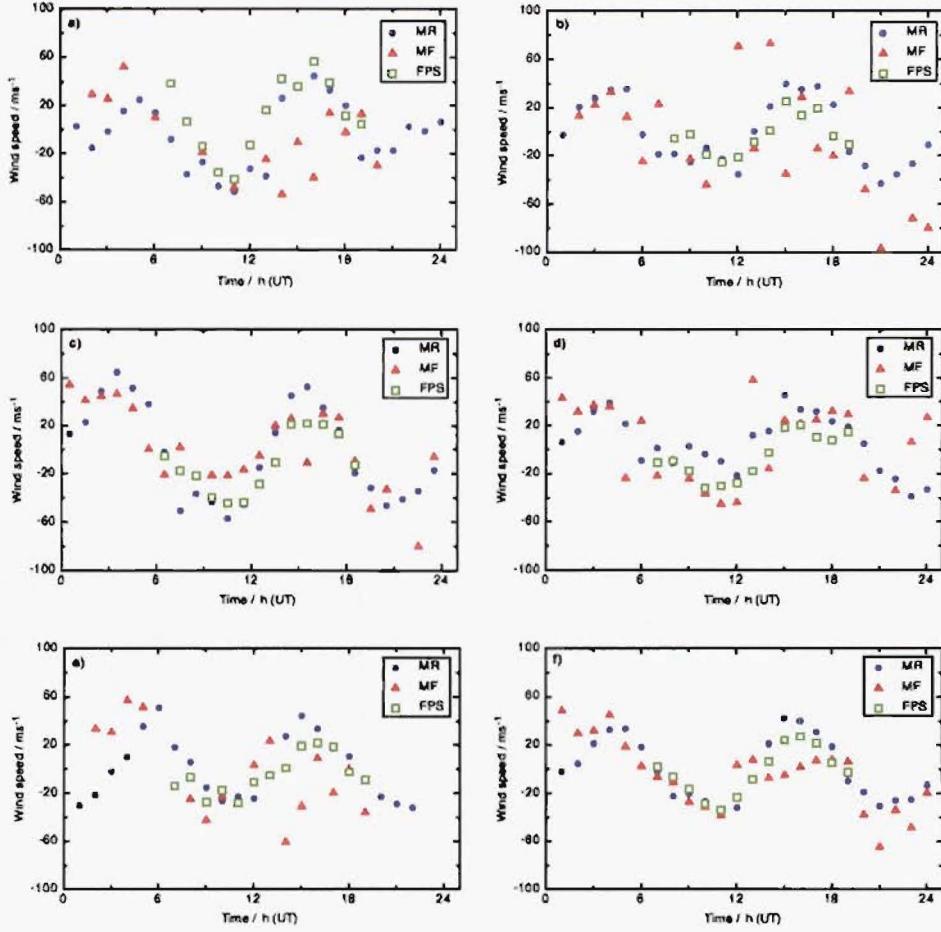 a)
MR
MF
FPS
100
60
20
-20
-60
-100
Wind speed / ms-1
0
6
12
18
24
Time / h (UT)
b)
MR
MF
FPS
100
60
20
-20
-60
-100
Wind speed / ms-1
0
6
12
18
24
Time / h (UT)
c)
MR
MF
FPS
100
60
20
-20
-60
-100
Wind speed / ms-1
0
6
12
18
24
Time / h (UT)
d)
MR
MF
FPS
100
60
20
-20
-60
-100
Wind speed / ms-1
0
6
12
18
24
Time / h (UT)
e)
MR
MF
FPS
100
60
20
-20
-60
-100
Wind speed / ms-1
0
6
12
18
24
Time / h (UT)
f)
MR
MF
FPS
100
60
20
-20
-60
-100
Wind speed / ms-1
0
6
12
18
24
Time / h (UT)